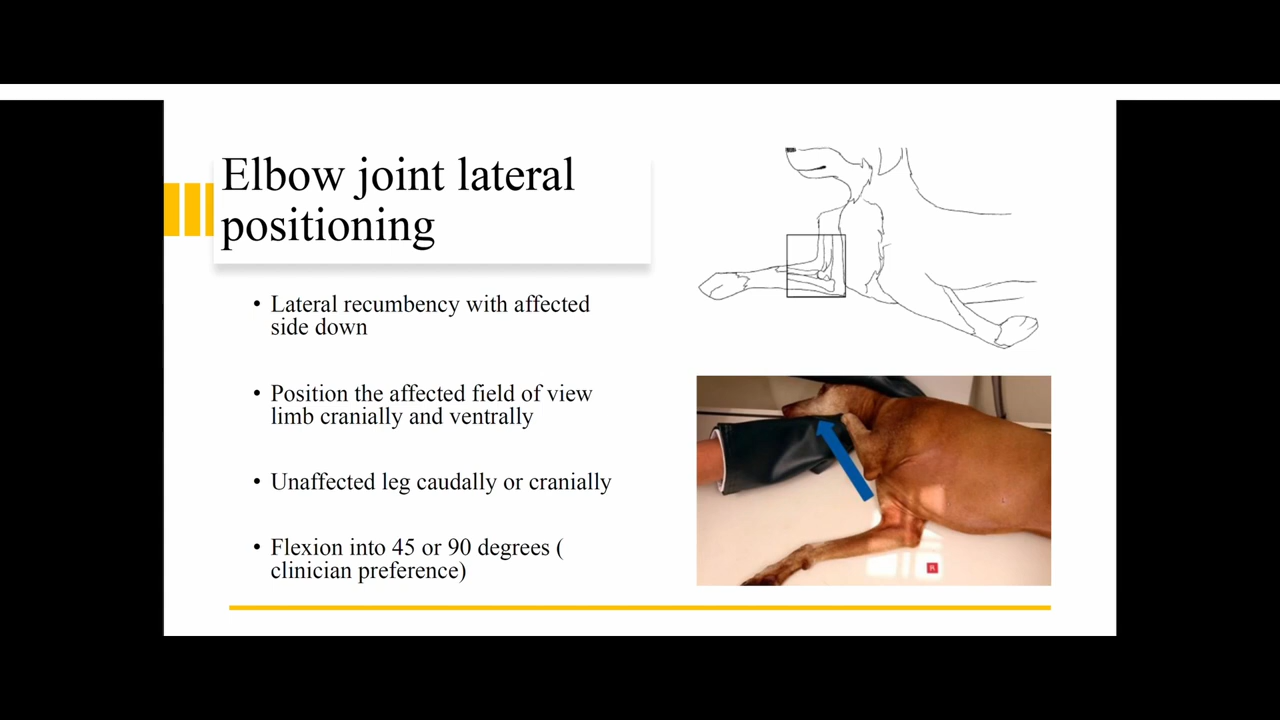 Elbow joint lateral
positioning
• Lateral recumbency with affected
side down
• Position the affected field of view
limb cranially and ventrally
• Unaffected leg caudally or cranially
• Flexion into 45 or 90 degrees (
clinician preference)